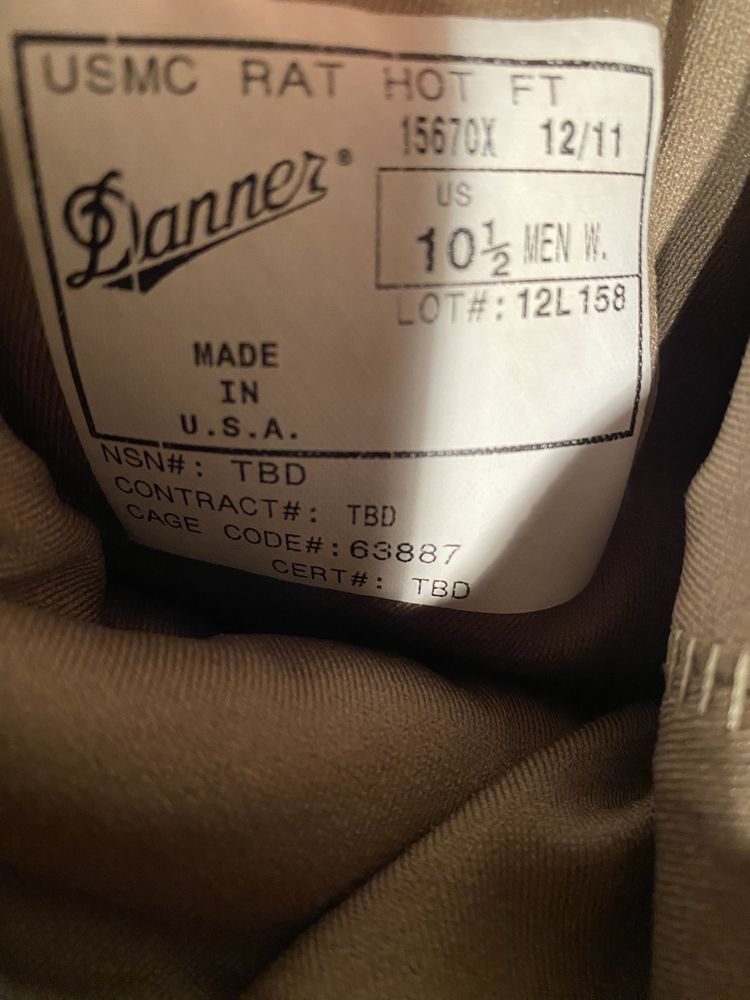 USMC RAT HOT FT
15670X 12/11
Danner®
US
10½ MEN W.
LOT#: 12L158
MADE
IN
U.S.A.
NSN#: TBD
CONTRACT#: TBD
CAGE CODE#: 63887
CERT#: TBD